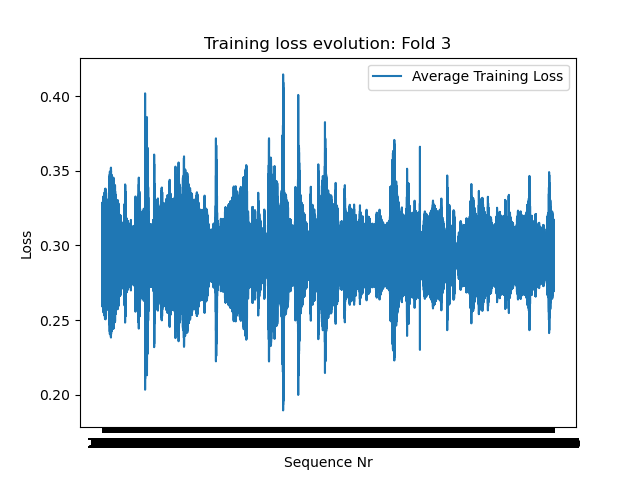 Training loss evolution: Fold 3
Average Training Loss
0.40
0.35
0.30
0.25
0.20
Loss
Sequence Nr